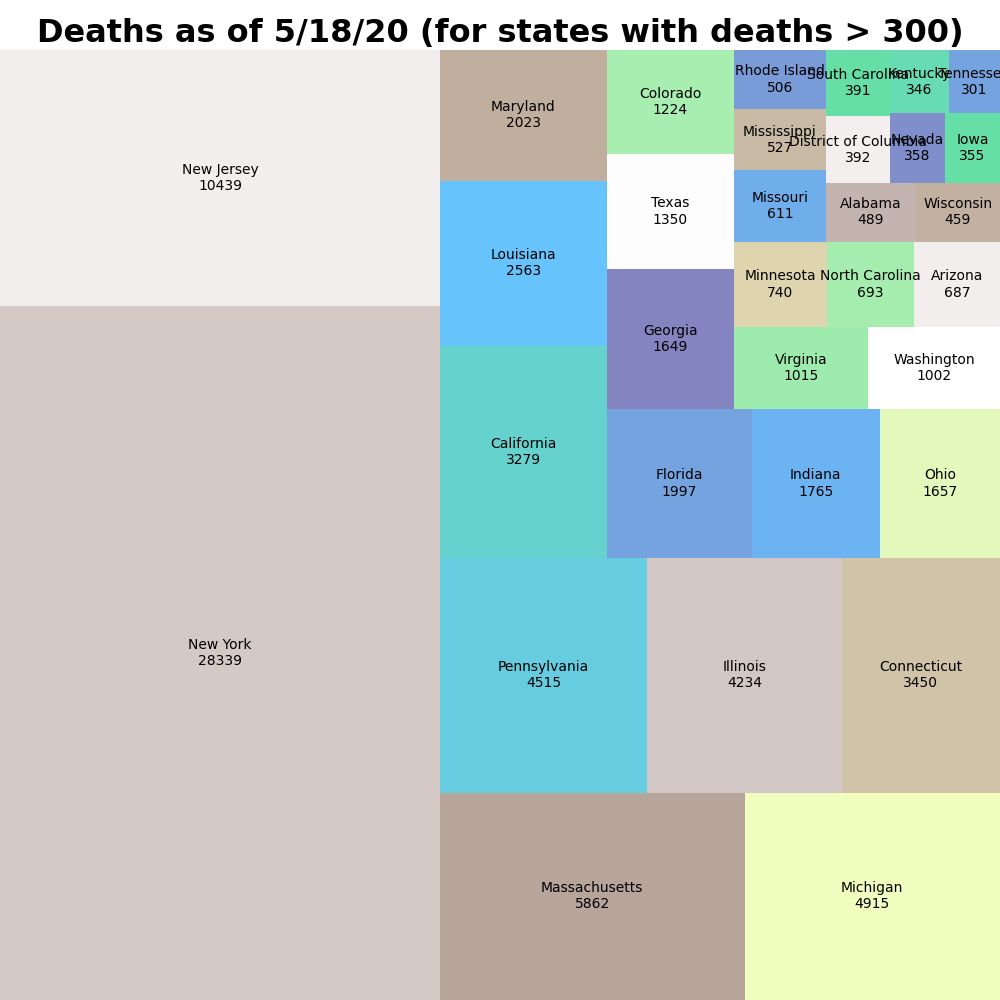 Deaths as of 5/18/20 (for states with deaths > 300)
New Jersey
10439
New York
28339
Maryland
2023
Louisiana
2563
California
3279
Colorado
1224
Texas
1350
Georgia
1649
Rhode Island
506
Mississippi
527
Missouri
611
South Carolina
391
Kentucky
346
Tennessee
301
District of Columbia
392
Nevada
358
Iowa
355
Alabama
489
Wisconsin
459
Minnesota
740
North Carolina
693
Arizona
687
Virginia
1015
Washington
1002
Florida
1997
Indiana
1765
Ohio
1657
Pennsylvania
4515
Illinois
4234
Connecticut
3450
Massachusetts
5862
Michigan
4915